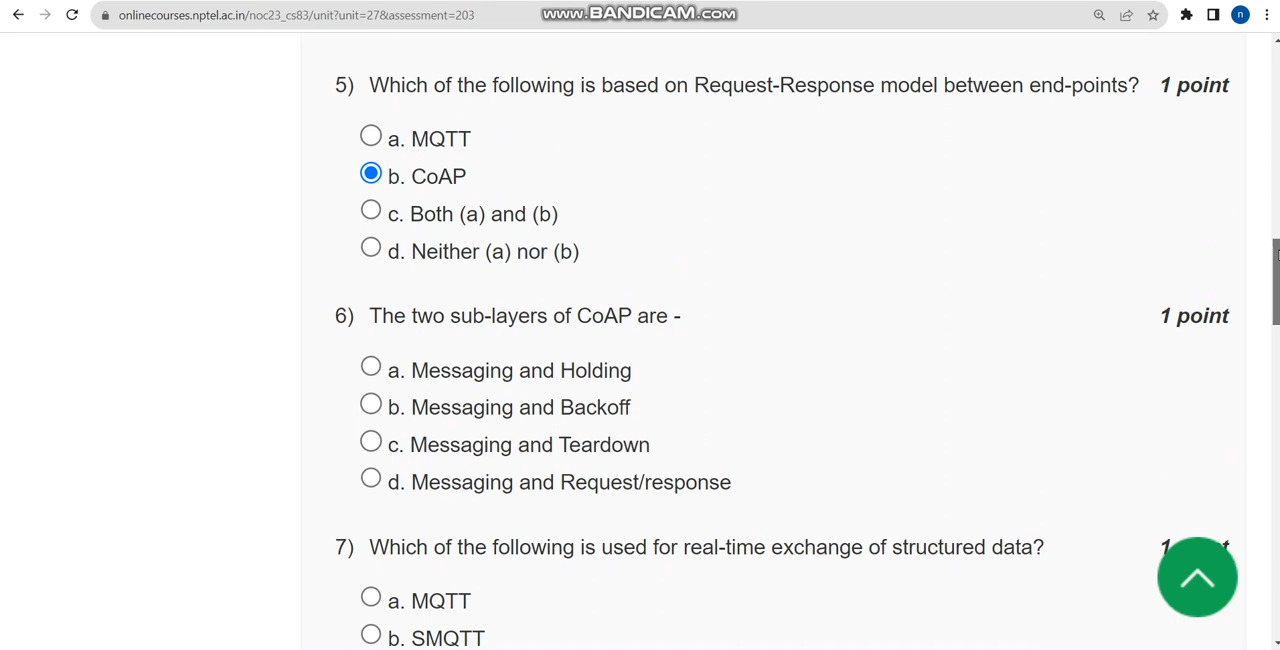 onlinecourses.nptel.ac.in/noc23_cs83/unit?unit=27&assessment=203
www.BANDICAM.com
n
5) Which of the following is based on Request-Response model between end-points? 1 point
a. MQTT
b. CoAP
c. Both (a) and (b)
d. Neither (a) nor (b)
6) The two sub-layers of CoAP are - 1 point
a. Messaging and Holding
b. Messaging and Backoff
c. Messaging and Teardown
d. Messaging and Request/response
7) Which of the following is used for real-time exchange of structured data? 1
a. MQTT
b. SMQTT